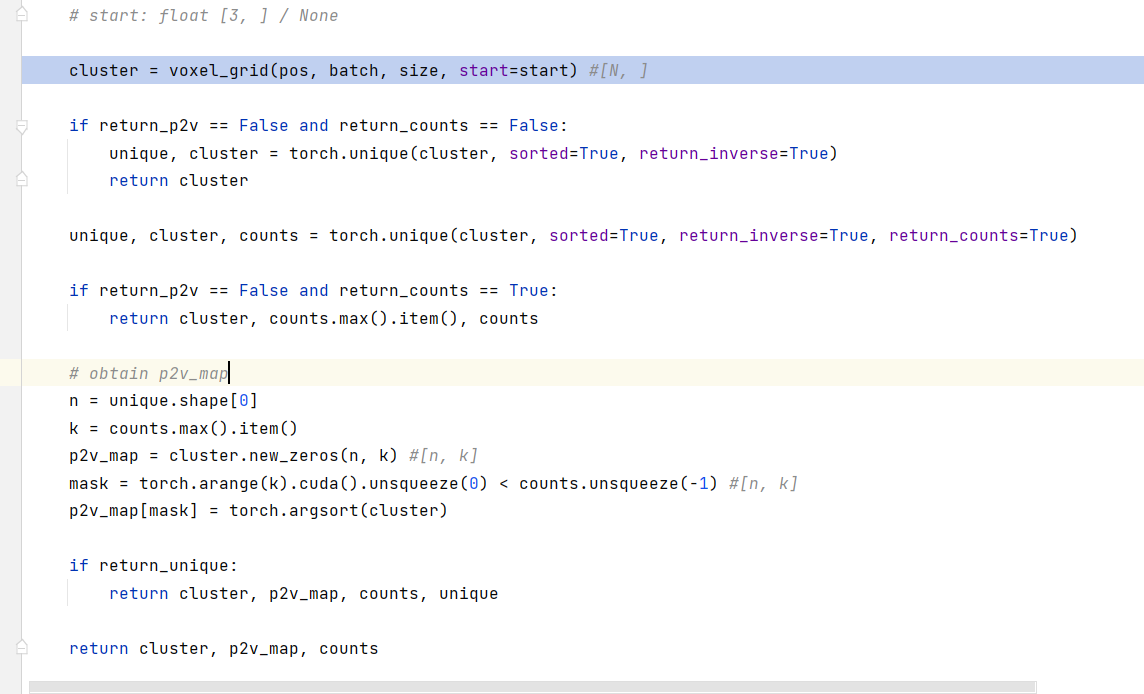 # start: float [3, ] / None
cluster = voxel_grid(pos, batch, size, start=start) #[N, ]
if return_p2v == False and return_counts == False:
unique, cluster = torch.unique(cluster, sorted=True, return_inverse=True)
return cluster
unique, cluster, counts = torch.unique(cluster, sorted=True, return_inverse=True, return_counts=True)
if return_p2v == False and return_counts == True:
return cluster, counts.max().item(), counts
# obtain p2v_map
n = unique.shape[0]
k = counts.max().item()
p2v_map = cluster.new_zeros(n, k) #[n, k]
mask = torch.arange(k).cuda().unsqueeze(0) < counts.unsqueeze(-1) #[n, k]
p2v_map[mask] = torch.argsort(cluster)
if return_unique:
return cluster, p2v_map, counts, unique
return cluster, p2v_map, counts